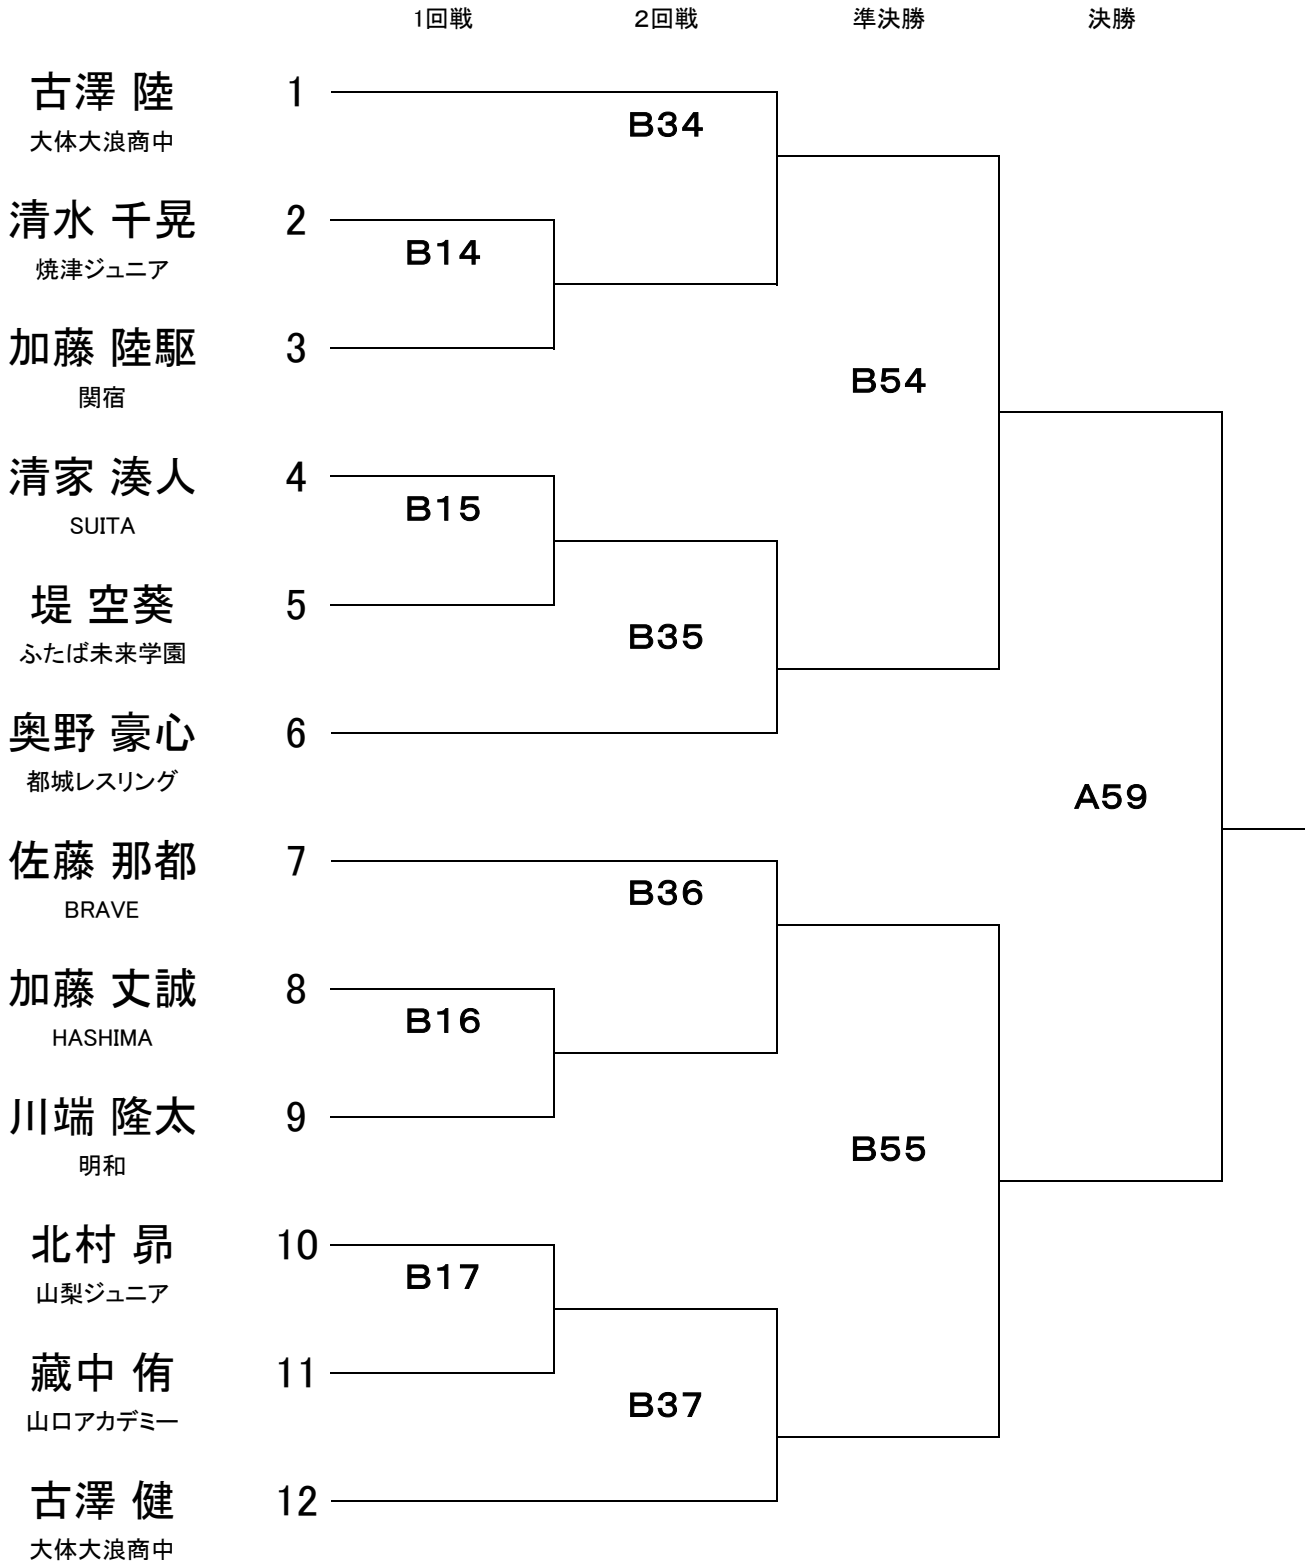 1回戦 2回戦 準決勝 決勝
古澤 陸 1
B34
大体大浪商中
清水 千晃 2
B14
焼津ジュニア
加藤 陸駆 3
B54
関宿
清家 湊人 4
B15
SUITA
堤 空葵 5
B35
ふたば未来学園
奥野 豪心 6
都城レスリング
A59
佐藤 那都 7
B36
BRAVE
加藤 丈誠 8
B16
HASHIMA
川端 隆太 9
B55
明和
北村 昴 10
B17
山梨ジュニア
藏中 侑 11
B37
山口アカデミー
古澤 健 12
大体大浪商中